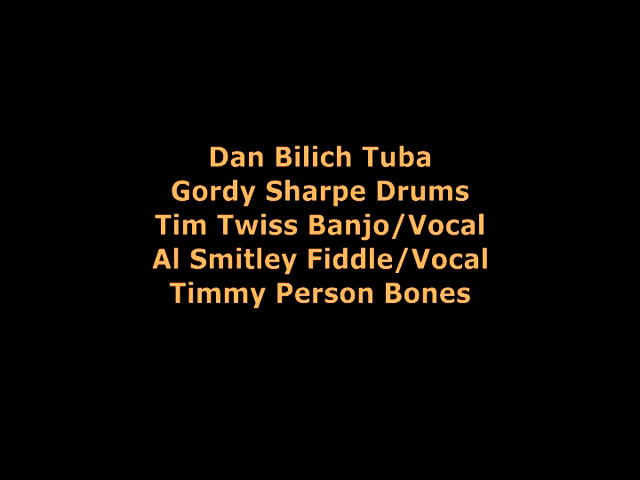 Dan Bilich Tuba
Gordy Sharpe Drums
Tim Twiss Banjo/Vocal
Al Smitley Fiddle/Vocal
Timmy Person Bones